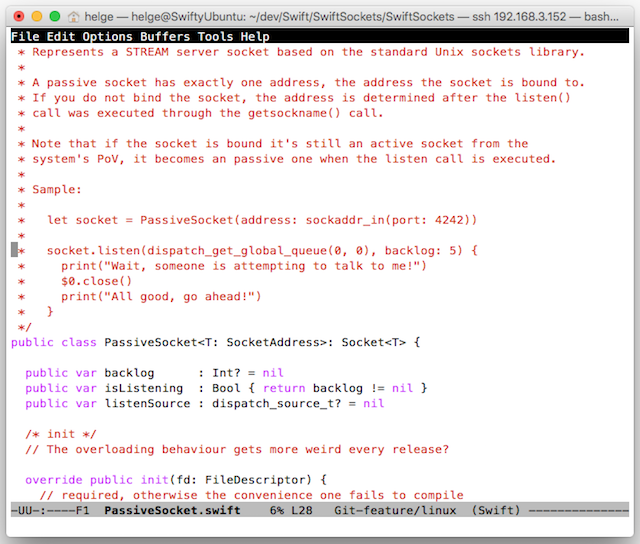 helge — helge@SwiftyUbuntu: ~/dev/Swift/SwiftSockets/SwiftSockets — ssh 192.168.3.152 — bash...
File Edit Options Buffers Tools Help
 * Represents a STREAM server socket based on the standard Unix sockets library.
 *
 * A passive socket has exactly one address, the address the socket is bound to.
 * If you do not bind the socket, the address is determined after the listen()
 * call was executed through the getsockname() call.
 *
 * Note that if the socket is bound it's still an active socket from the
 * system's PoV, it becomes an passive one when the listen call is executed.
 *
 * Sample:
 *
 *   let socket = PassiveSocket(address: sockaddr_in(port: 4242))
 *
 *   socket.listen(dispatch_get_global_queue(0, 0), backlog: 5) {
 *     print("Wait, someone is attempting to talk to me!")
 *     $0.close()
 *     print("All good, go ahead!")
 *   }
 */
public class PassiveSocket<T: SocketAddress>: Socket<T> {
  public var backlog      : Int? = nil
  public var isListening  : Bool { return backlog != nil }
  public var listenSource : dispatch_source_t? = nil
  /* init */
  // The overloading behaviour gets more weird every release?
  override public init(fd: FileDescriptor) {
    // required, otherwise the convenience one fails to compile
-UU-:----F1  PassiveSocket.swift    6% L28   Git-feature/linux  (Swift) --------------